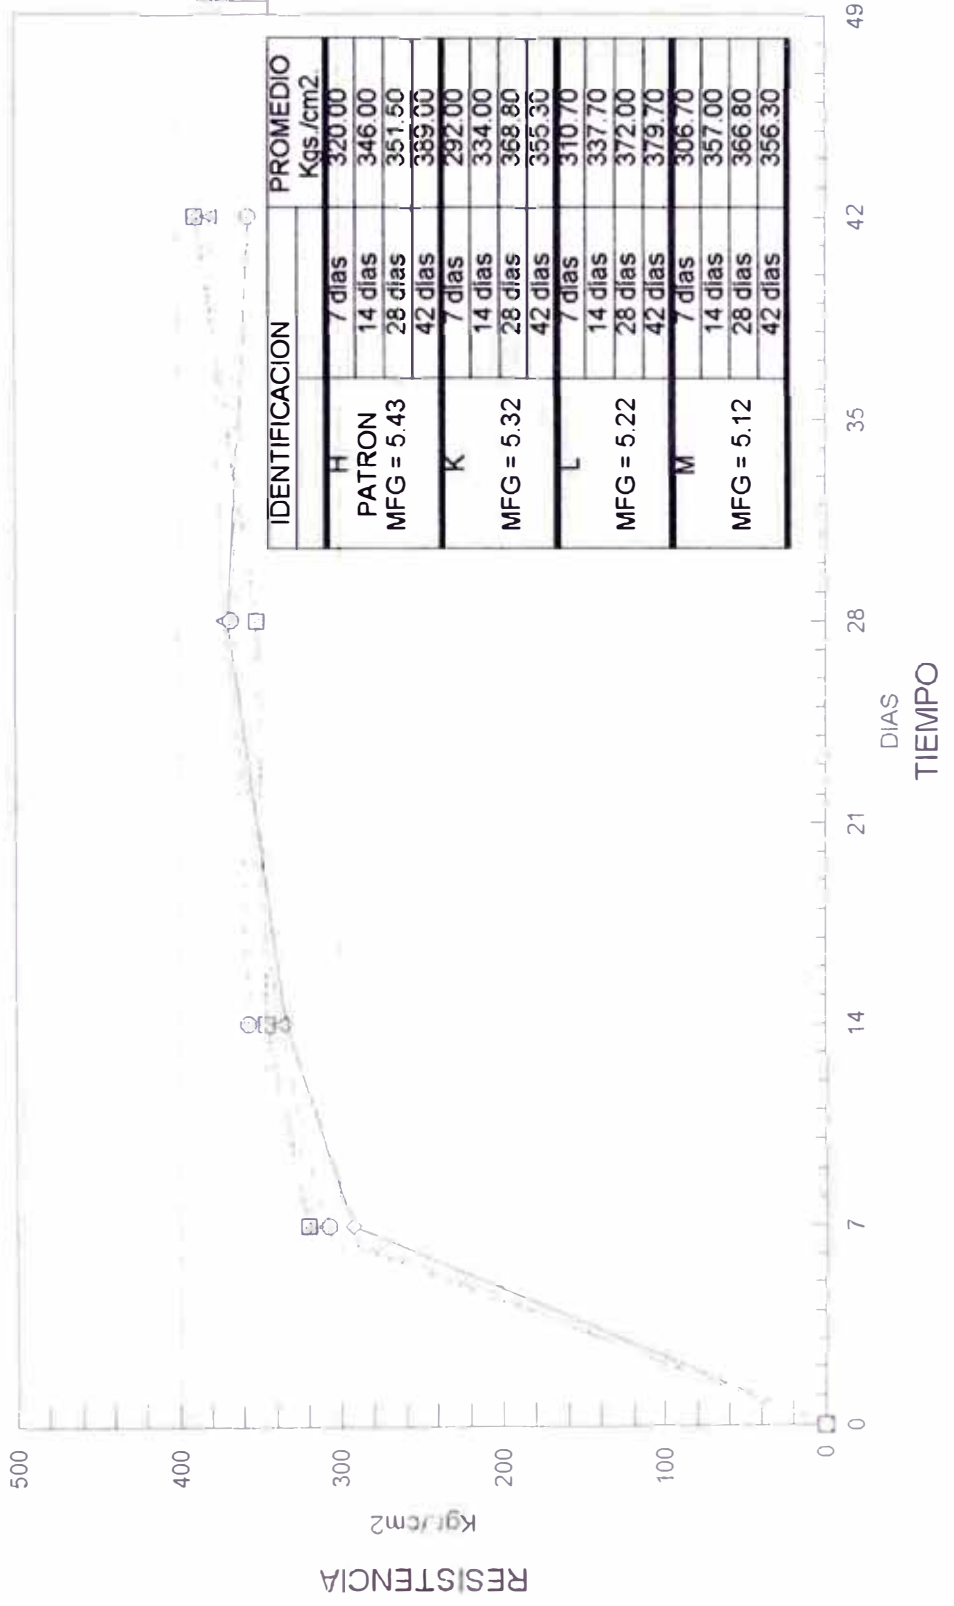 RESISTENCIA
Kgr./cm2
500
400
300
200
100
0
0 7 14 21 28 35 42 49
DIAS
TIEMPO
IDENTIFICACION PROMEDIO
Kgs./cm2.
H 7 dias 320.00
PATRON 14 dias 346.00
MFG = 5.43 28 dias 351.50
42 dias 389.00
K 7 dias 292.00
14 dias 334.00
MFG = 5.32 28 dias 368.80
42 dias 355.30
L 7 dias 310.70
14 dias 337.70
MFG = 5.22 28 dias 372.00
42 dias 379.70
M 7 dias 306.70
14 dias 357.00
MFG = 5.12 28 dias 366.80
42 dias 356.30